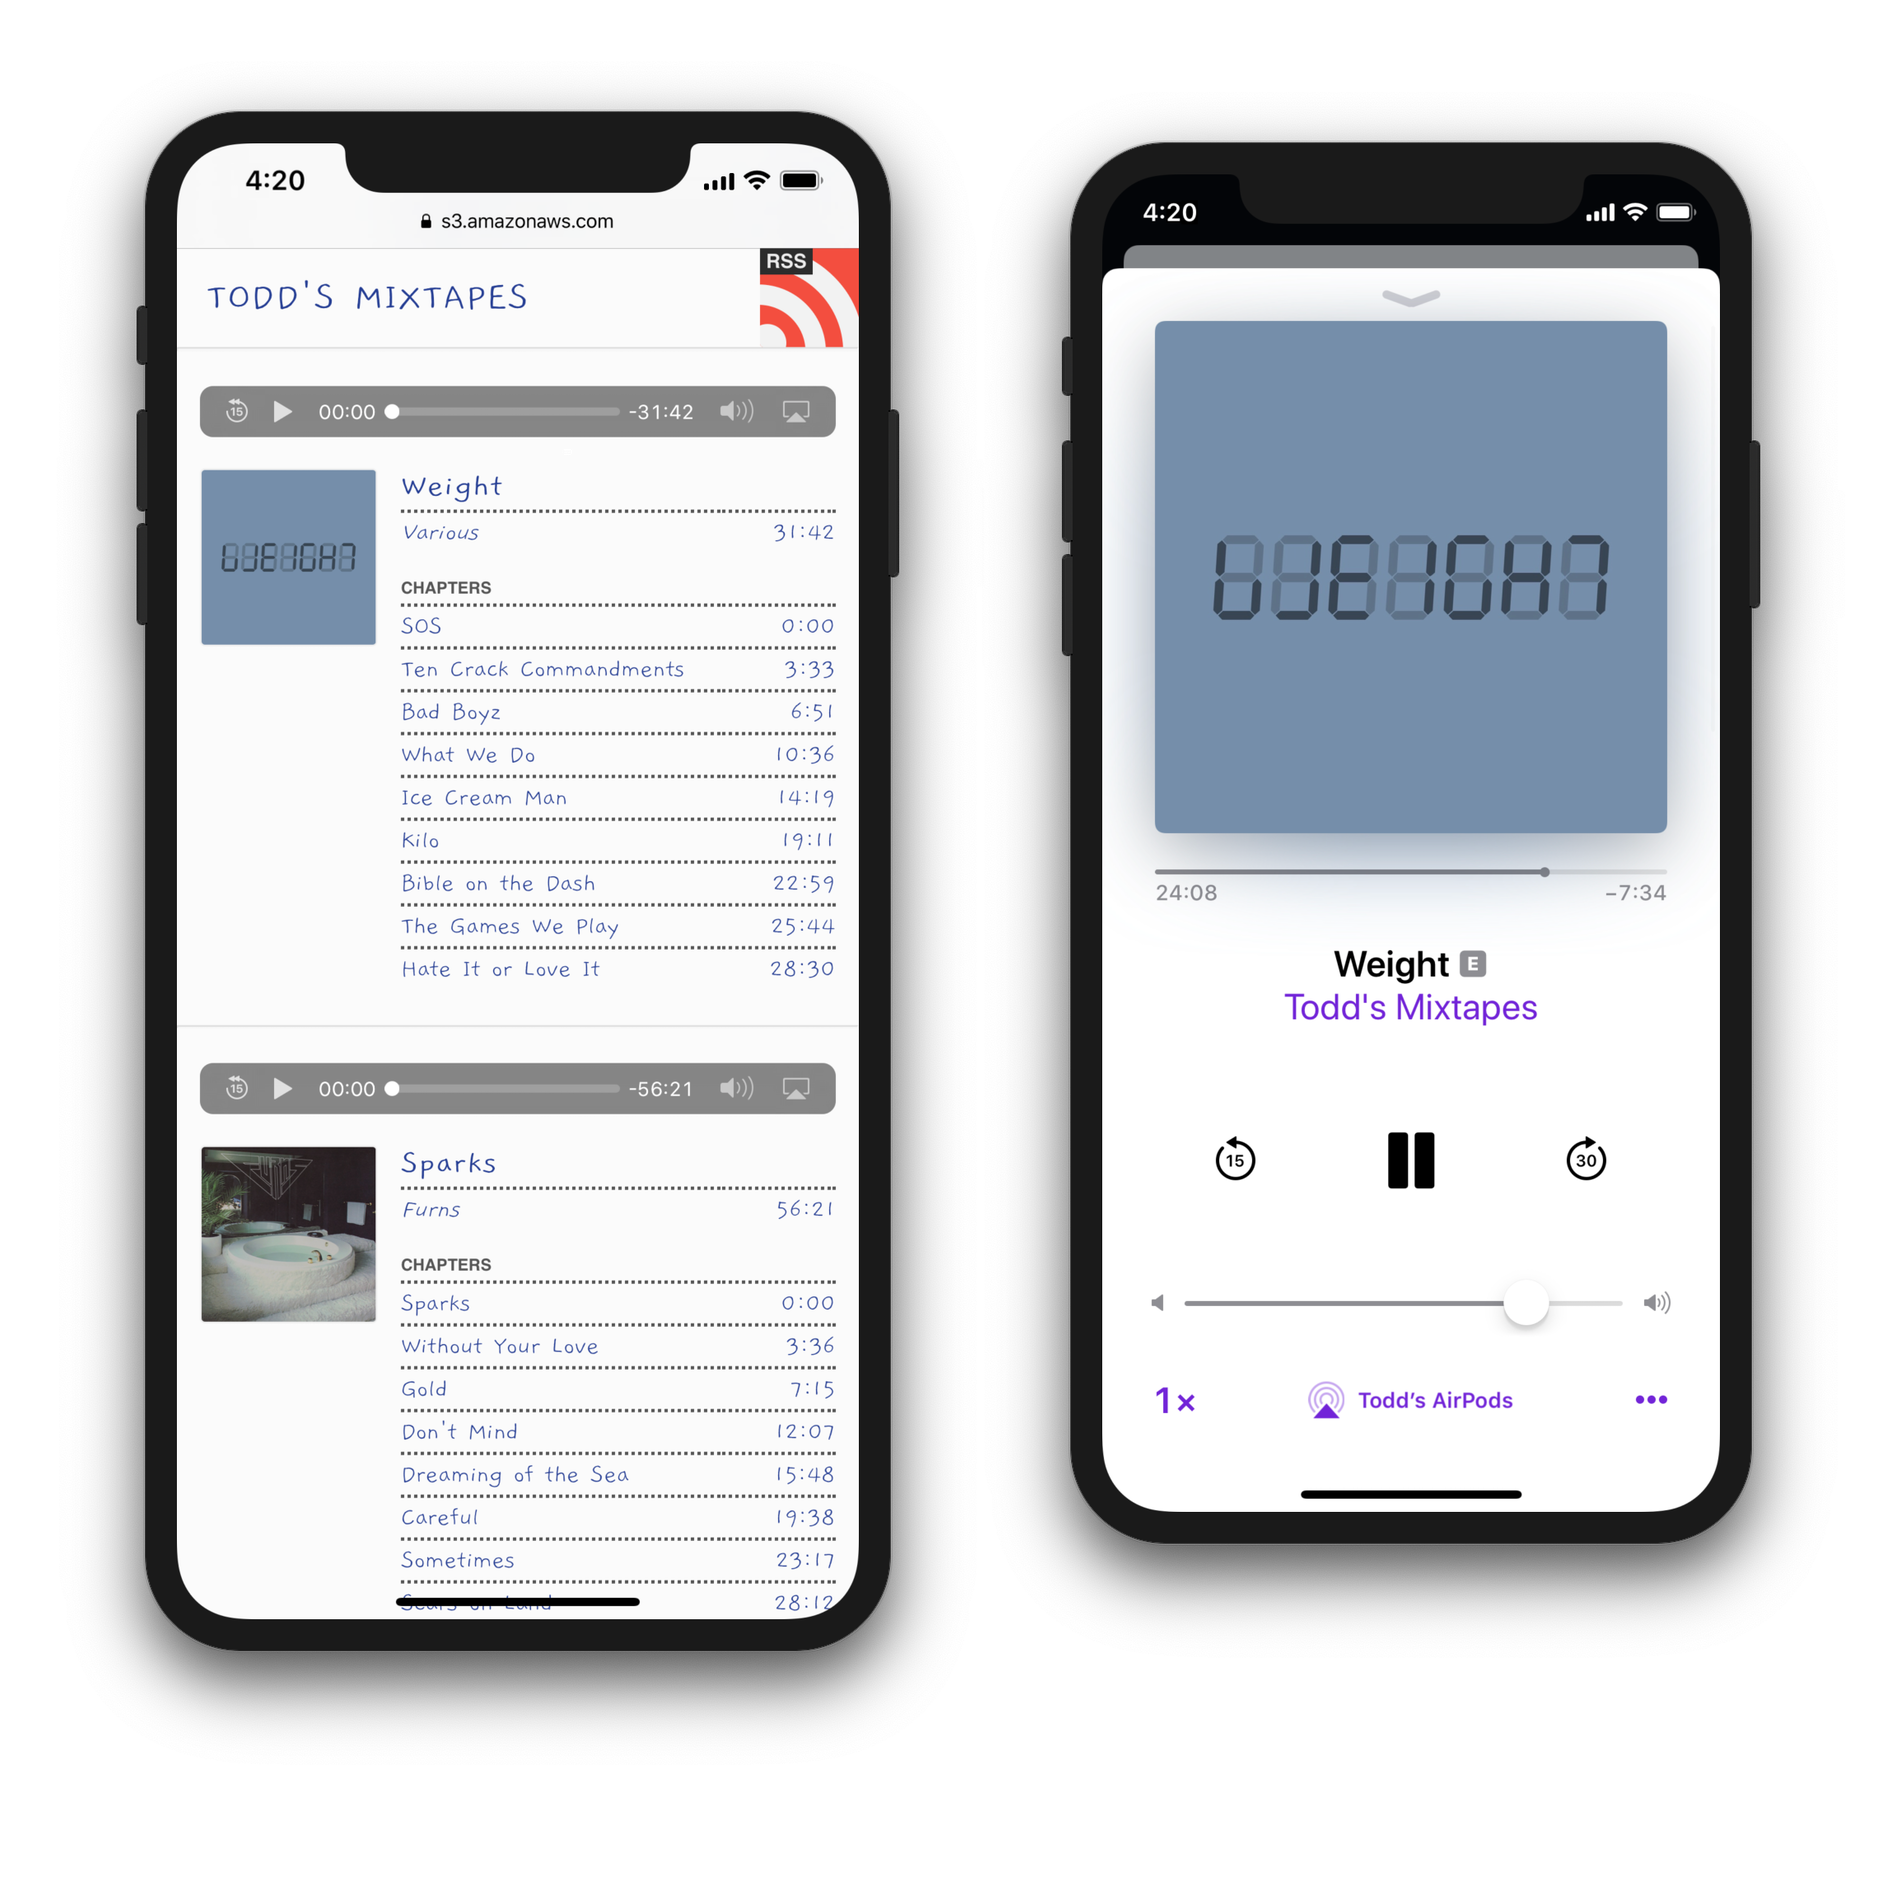 4:20
s3.amazonaws.com
TODD'S MIXTAPES
RSS
15 00:00 -31:42
Weight
Various 31:42
CHAPTERS
SOS 0:00
Ten Crack Commandments 3:33
Bad Boyz 6:51
What We Do 10:36
Ice Cream Man 14:19
Kilo 19:11
Bible on the Dash 22:59
The Games We Play 25:44
Hate It or Love It 28:30
15 00:00 -56:21
FURNS
Sparks
Furns 56:21
CHAPTERS
Sparks 0:00
Without Your Love 3:36
Gold 7:15
Don't Mind 12:07
Dreaming of the Sea 15:48
Careful 19:38
Sometimes 23:17
28:12
4:20
WEIGHT
24:08 -7:34
Weight E
Todd's Mixtapes
15 30
1×
Todd's AirPods